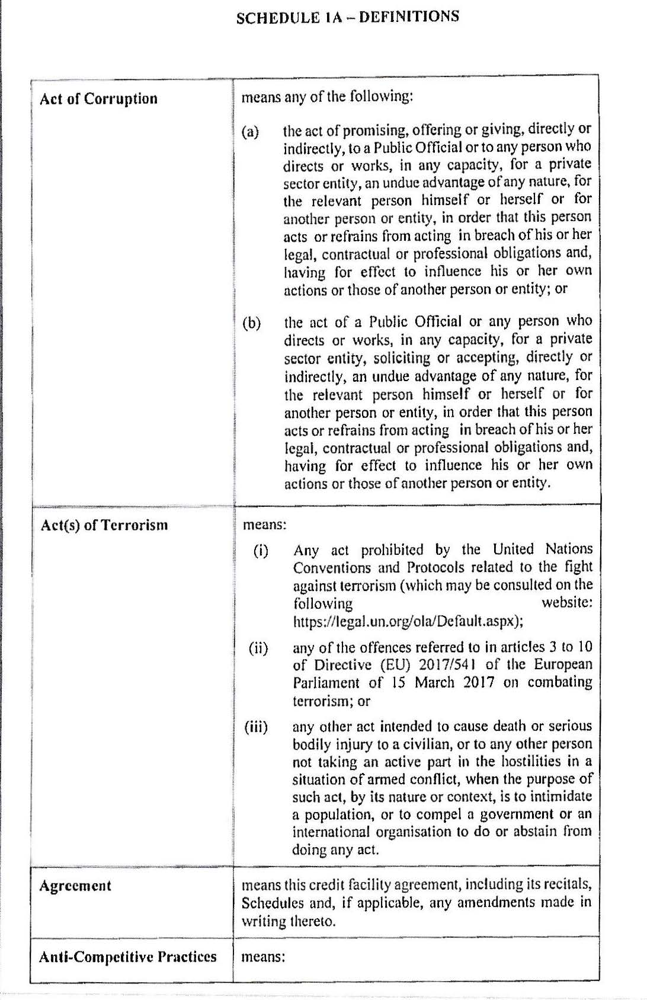 SCHEDULE 1A – DEFINITIONS
Act of Corruption
means any of the following:
(a) the act of promising, offering or giving, directly or
indirectly, to a Public Official or to any person who
directs or works, in any capacity, for a private
sector entity, an undue advantage of any nature, for
the relevant person himself or herself or for
another person or entity, in order that this person
acts or refrains from acting in breach of his or her
legal, contractual or professional obligations and,
having for effect to influence his or her own
actions or those of another person or entity; or
(b) the act of a Public Official or any person who
directs or works, in any capacity, for a private
sector entity, soliciting or accepting, directly or
indirectly, an undue advantage of any nature, for
the relevant person himself or herself or for
another person or entity, in order that this person
acts or refrains from acting in breach of his or her
legal, contractual or professional obligations and,
having for effect to influence his or her own
actions or those of another person or entity.
Act(s) of Terrorism
means:
(i) Any act prohibited by the United Nations
Conventions and Protocols related to the fight
against terrorism (which may be consulted on the
following website:
https://legal.un.org/ola/Default.aspx);
(ii) any of the offences referred to in articles 3 to 10
of Directive (EU) 2017/541 of the European
Parliament of 15 March 2017 on combating
terrorism; or
(iii) any other act intended to cause death or serious
bodily injury to a civilian, or to any other person
not taking an active part in the hostilities in a
situation of armed conflict, when the purpose of
such act, by its nature or context, is to intimidate
a population, or to compel a government or an
international organisation to do or abstain from
doing any act.
Agreement
means this credit facility agreement, including its recitals,
Schedules and, if applicable, any amendments made in
writing thereto.
Anti-Competitive Practices
means: